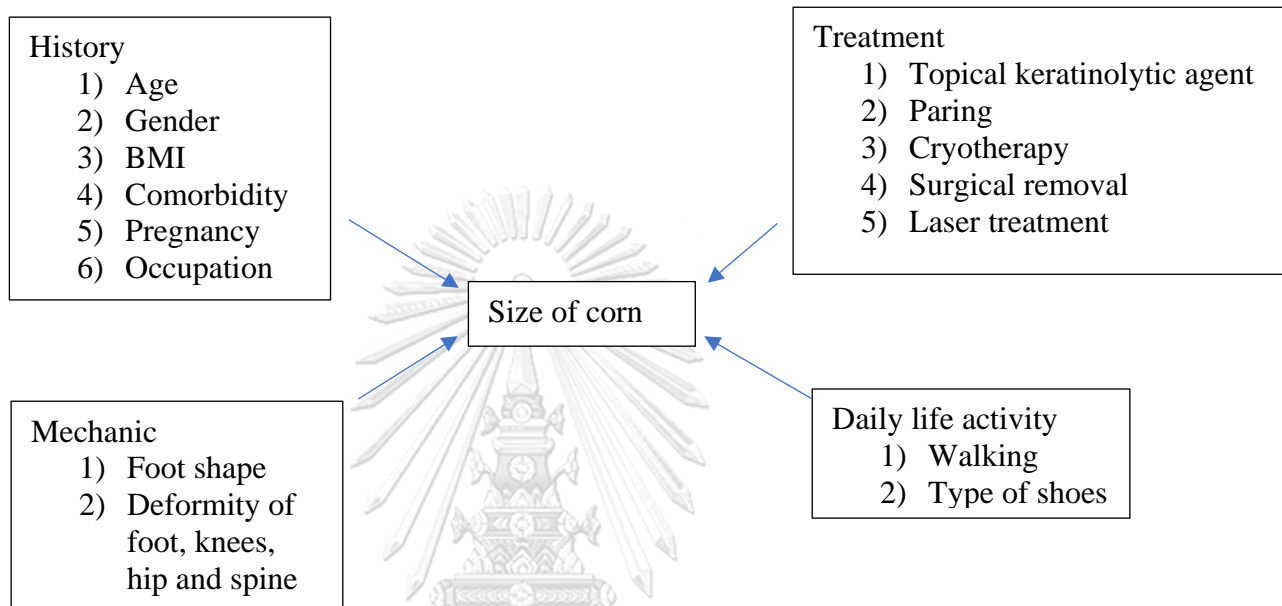 History
1) Age
2) Gender
3) BMI
4) Comorbidity
5) Pregnancy
6) Occupation
Treatment
1) Topical keratinolytic agent
2) Paring
3) Cryotherapy
4) Surgical removal
5) Laser treatment
Size of corn
Mechanic
1) Foot shape
2) Deformity of
foot, knees,
hip and spine
Daily life activity
1) Walking
2) Type of shoes